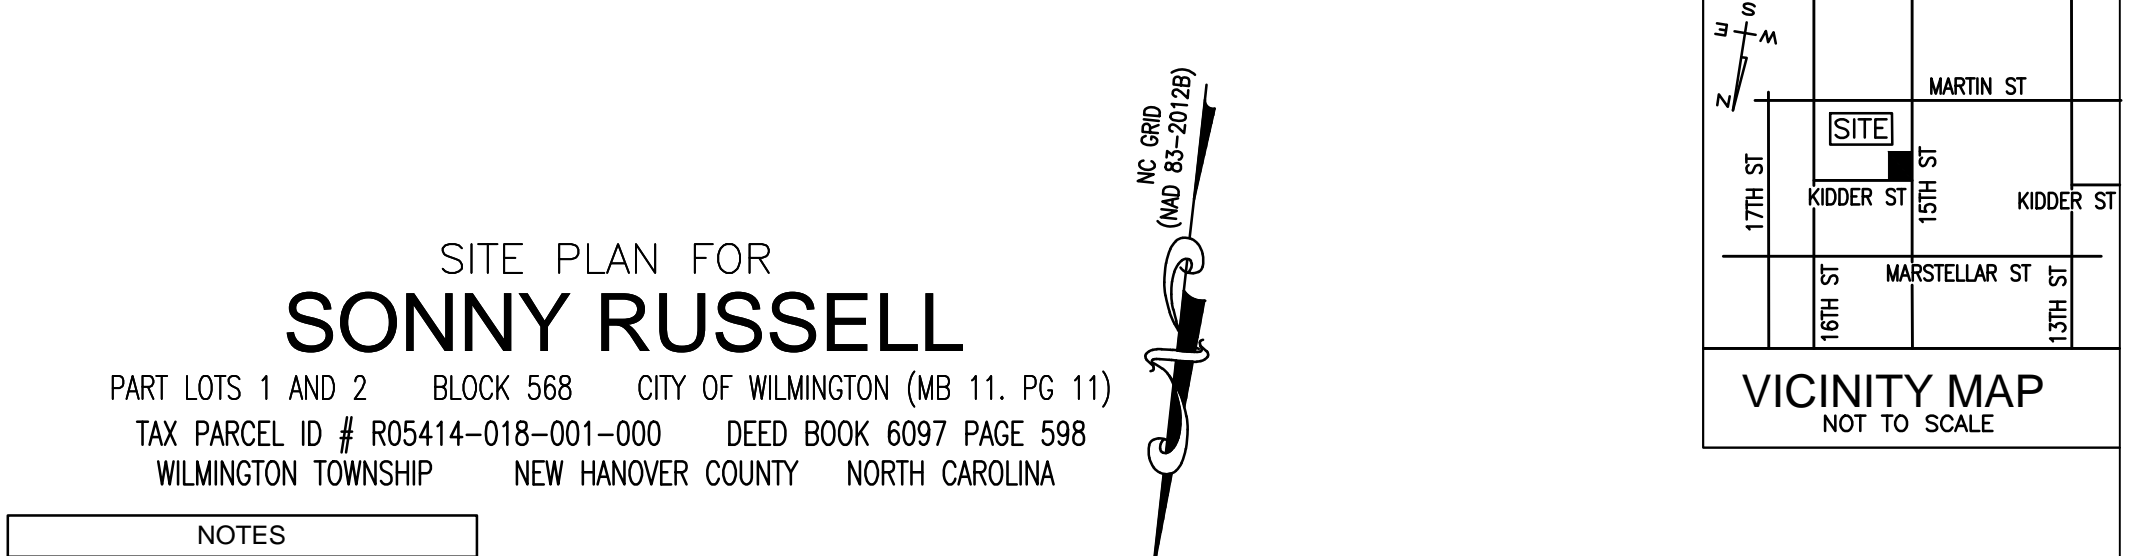 SITE PLAN FOR
SONNY RUSSELL
PART LOTS 1 AND 2 BLOCK 568 CITY OF WILMINGTON (MB 11. PG 11)
TAX PARCEL ID # R05414-018-001-000 DEED BOOK 6097 PAGE 598
WILMINGTON TOWNSHIP NEW HANOVER COUNTY NORTH CAROLINA
NOTES
NC GRID
(NAD 83-2012B)
S
E W
N
MARTIN ST
SITE
17TH ST
KIDDER ST
15TH ST
KIDDER ST
MARSTELLAR ST
16TH ST
13TH ST
VICINITY MAP
NOT TO SCALE